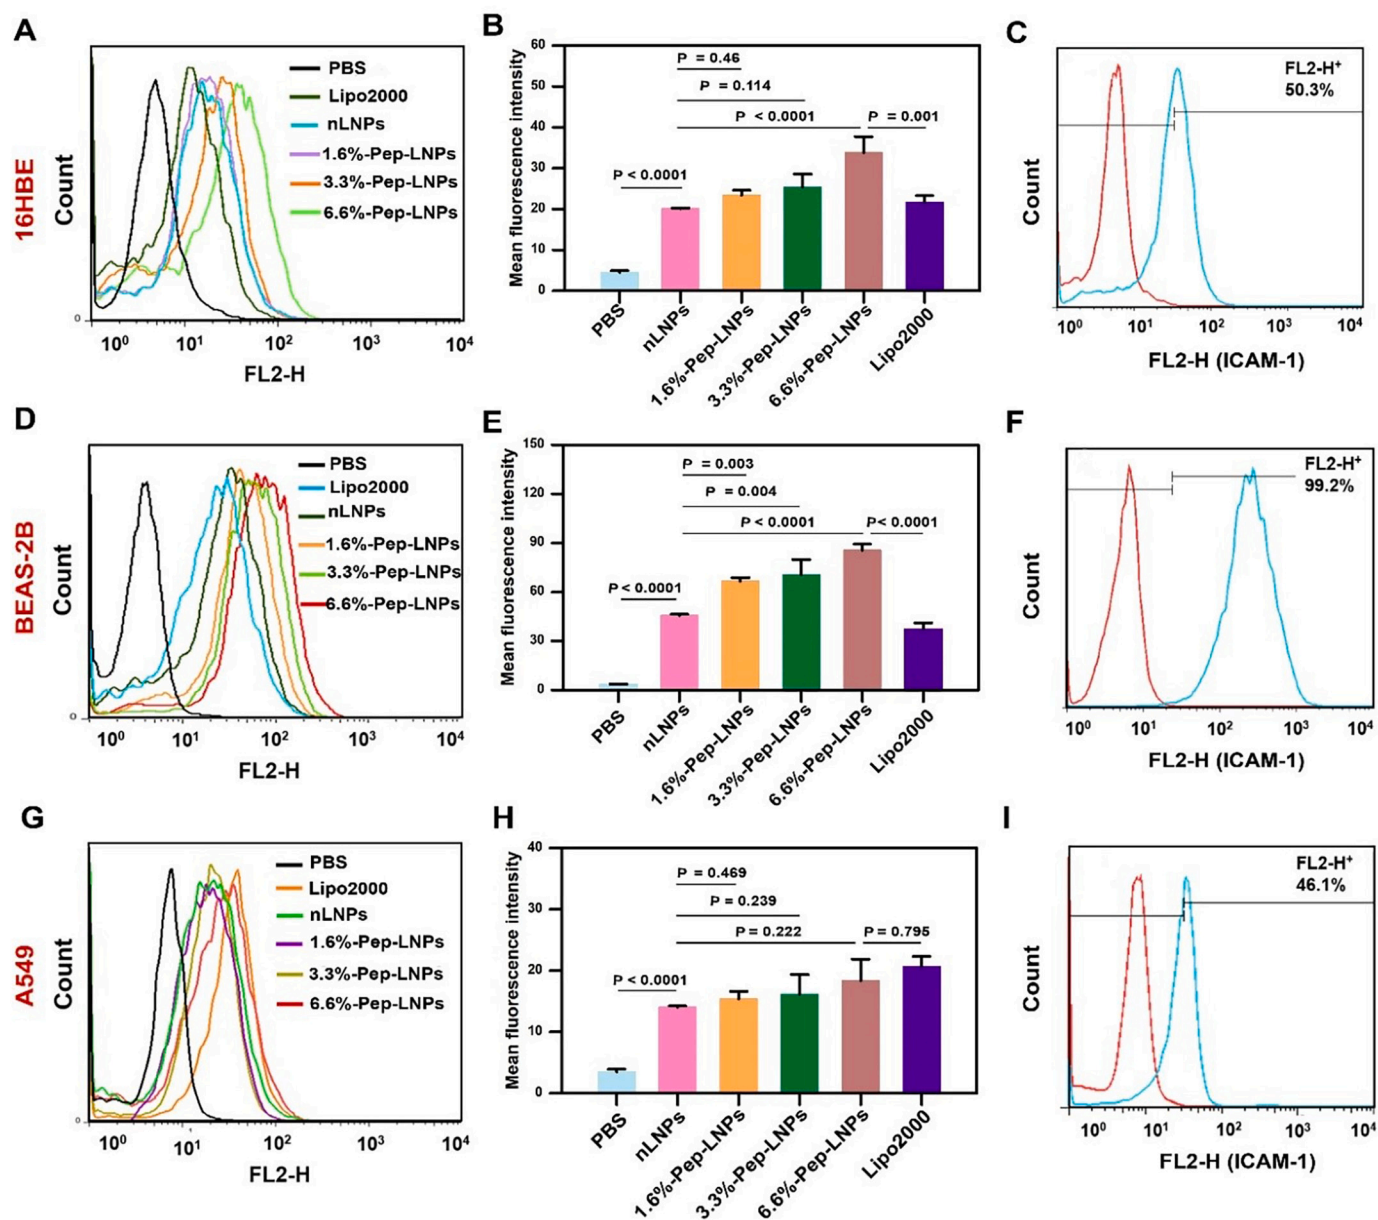 A
16HBE
Count
0
PBS
Lipo2000
nLNPs
1.6%-Pep-LNPs
3.3%-Pep-LNPs
6.6%-Pep-LNPs
10⁰ 10¹ 10² 10³ 10⁴
FL2-H
B
Mean fluorescence intensity
60
50
40
30
20
10
0
P = 0.46
P = 0.114
P < 0.0001 P = 0.001
P < 0.0001
PBS nLNPs 1.6%-Pep-LNPs 3.3%-Pep-LNPs 6.6%-Pep-LNPs Lipo2000
C
Count
FL2-H⁺
50.3%
10⁰ 10¹ 10² 10³ 10⁴
FL2-H (ICAM-1)
D
BEAS-2B
Count
0
PBS
Lipo2000
nLNPs
1.6%-Pep-LNPs
3.3%-Pep-LNPs
6.6%-Pep-LNPs
10⁰ 10¹ 10² 10³ 10⁴
FL2-H
E
Mean fluorescence intensity
150
120
90
60
30
0
P = 0.003
P = 0.004
P < 0.0001 P < 0.0001
P < 0.0001
PBS nLNPs 1.6%-Pep-LNPs 3.3%-Pep-LNPs 6.6%-Pep-LNPs Lipo2000
F
Count
FL2-H⁺
99.2%
10⁰ 10¹ 10² 10³ 10⁴
FL2-H (ICAM-1)
G
A549
Count
0
PBS
Lipo2000
nLNPs
1.6%-Pep-LNPs
3.3%-Pep-LNPs
6.6%-Pep-LNPs
10⁰ 10¹ 10² 10³ 10⁴
FL2-H
H
Mean fluorescence intensity
40
30
20
10
0
P = 0.469
P = 0.239
P = 0.222 P = 0.795
P < 0.0001
PBS nLNPs 1.6%-Pep-LNPs 3.3%-Pep-LNPs 6.6%-Pep-LNPs Lipo2000
I
Count
FL2-H⁺
46.1%
10⁰ 10¹ 10² 10³ 10⁴
FL2-H (ICAM-1)